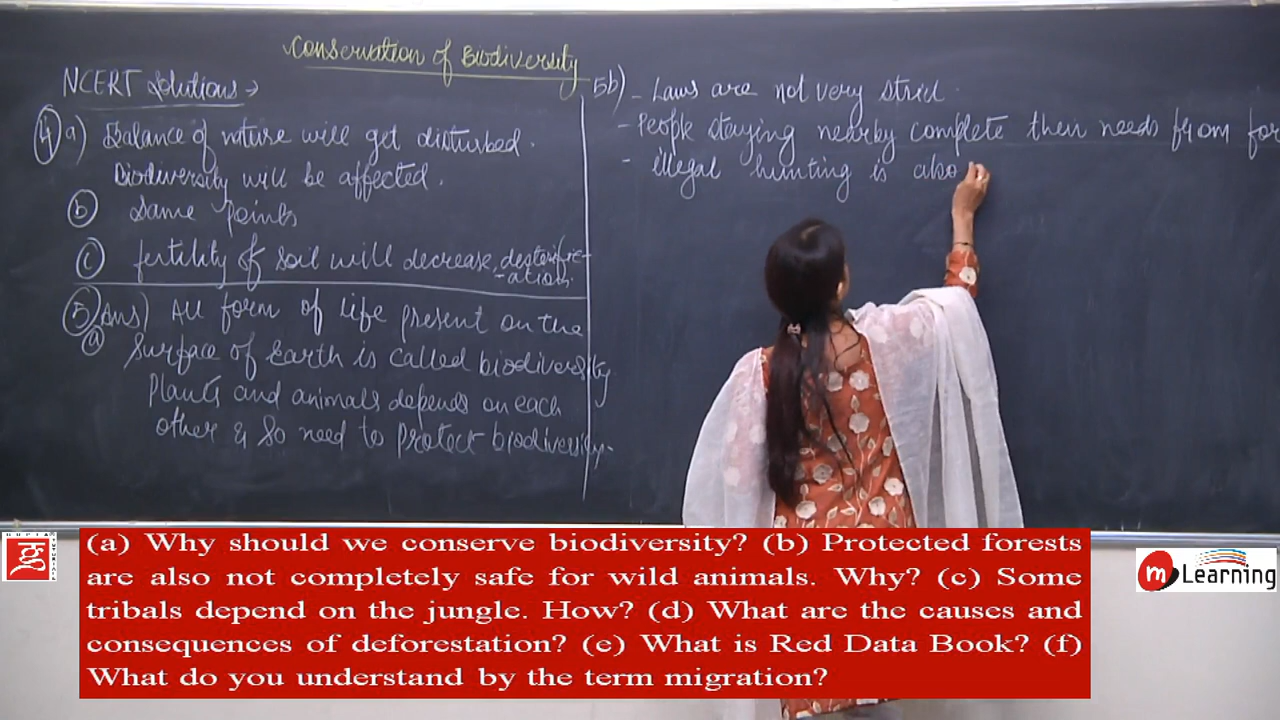 Conservation of Biodiversity
NCERT Solutions →
4 a) Balance of nature will get disturbed.
Biodiversity will be affected.
b Same points
c fertility of soil will decrease, desertific-
-ation.
5 Ans) All form of life present on the
a surface of Earth is called biodiversity
Plants and animals depends on each
other & so need to protect biodiversity.
5b) - Laws are not very strict.
- People staying nearby complete their needs from for
- illegal hunting is also
(a) Why should we conserve biodiversity? (b) Protected forests
are also not completely safe for wild animals. Why? (c) Some
tribals depend on the jungle. How? (d) What are the causes and
consequences of deforestation? (e) What is Red Data Book? (f)
What do you understand by the term migration?
GUPTA
TUTORIALS
m Learning